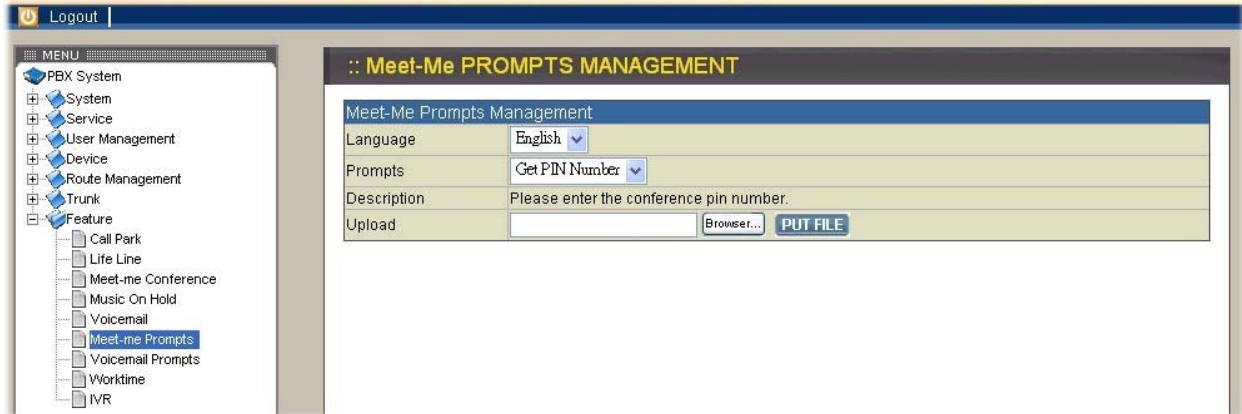 Logout
MENU
PBX System
System
Service
User Management
Device
Route Management
Trunk
Feature
Call Park
Life Line
Meet-me Conference
Music On Hold
Voicemail
Meet-me Prompts
Voicemail Prompts
Worktime
IVR
:: Meet-Me PROMPTS MANAGEMENT
Meet-Me Prompts Management
Language English
Prompts Get PIN Number
Description Please enter the conference pin number.
Upload Browser... PUT FILE